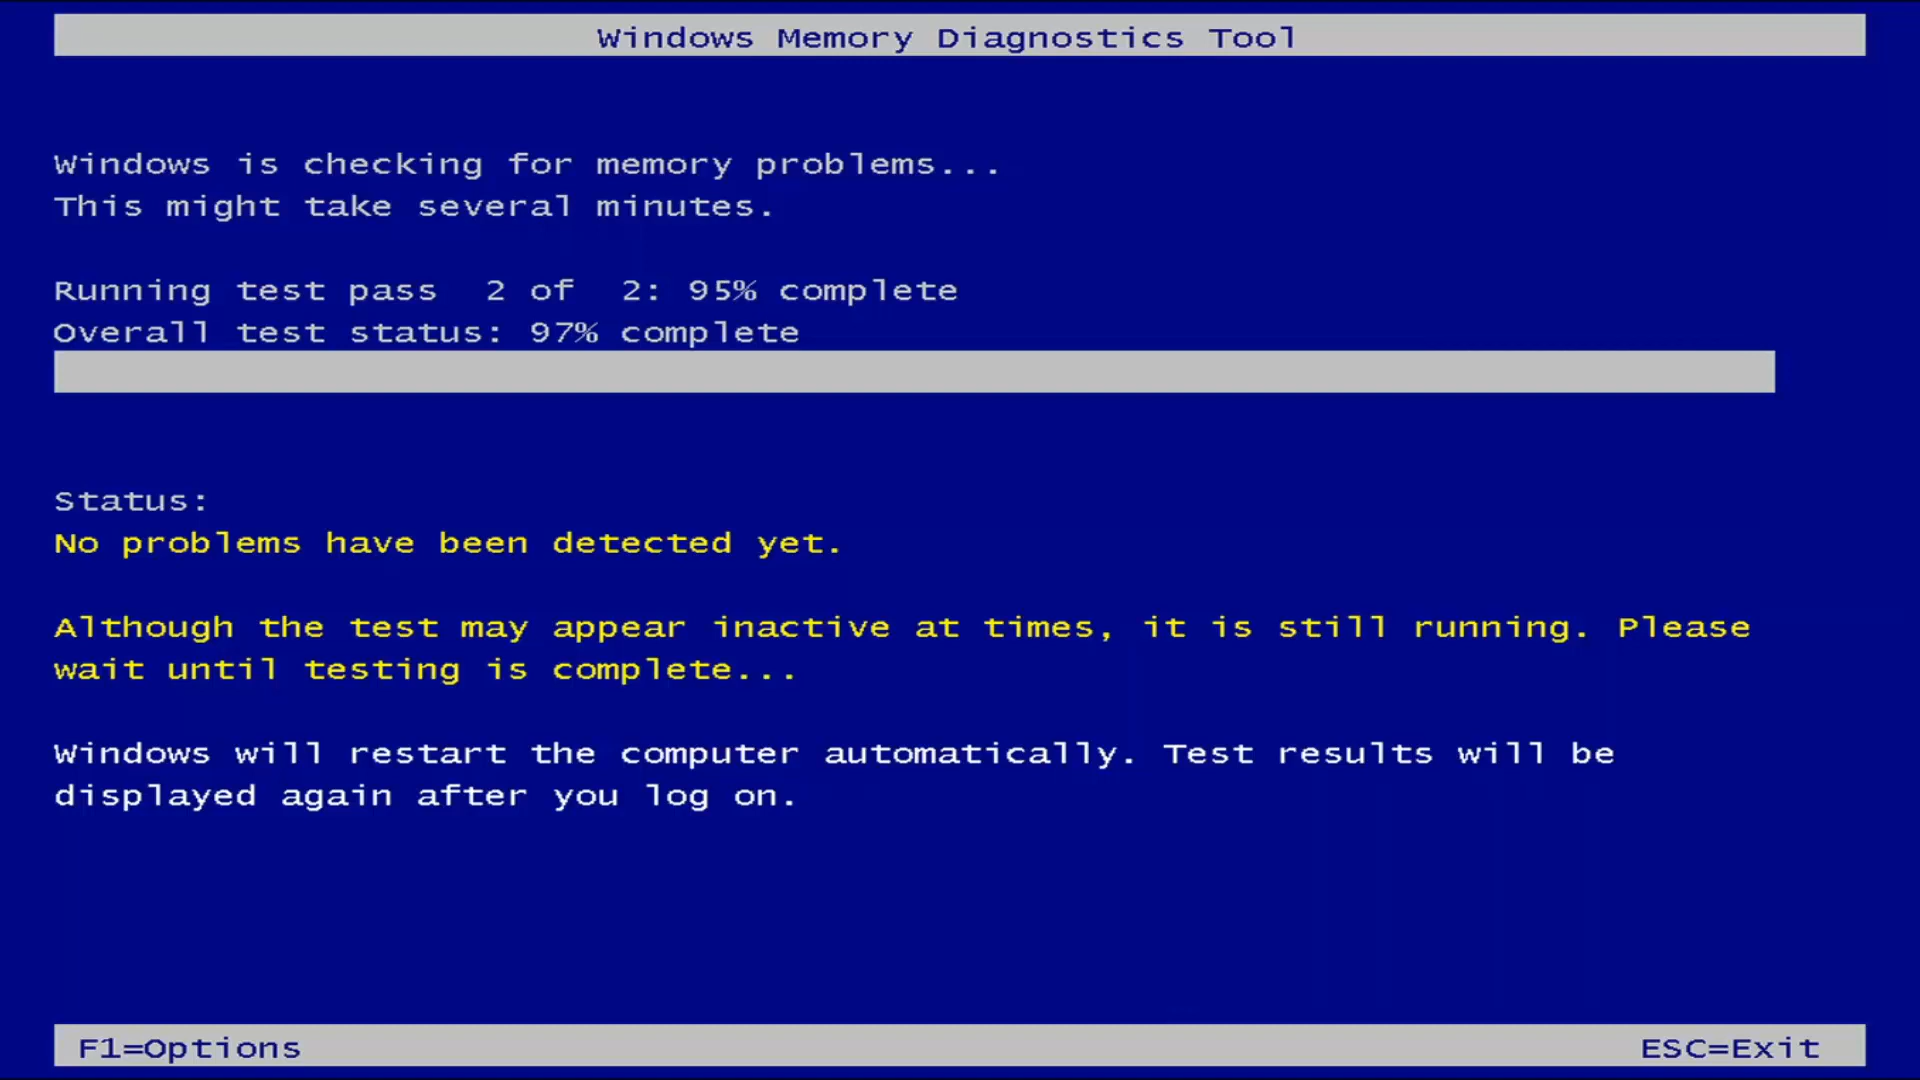 Windows Memory Diagnostics Tool
Windows is checking for memory problems...
This might take several minutes.
Running test pass  2 of  2: 95% complete
Overall test status: 97% complete
Status:
No problems have been detected yet.
Although the test may appear inactive at times, it is still running. Please
wait until testing is complete...
Windows will restart the computer automatically. Test results will be
displayed again after you log on.
F1=Options ESC=Exit